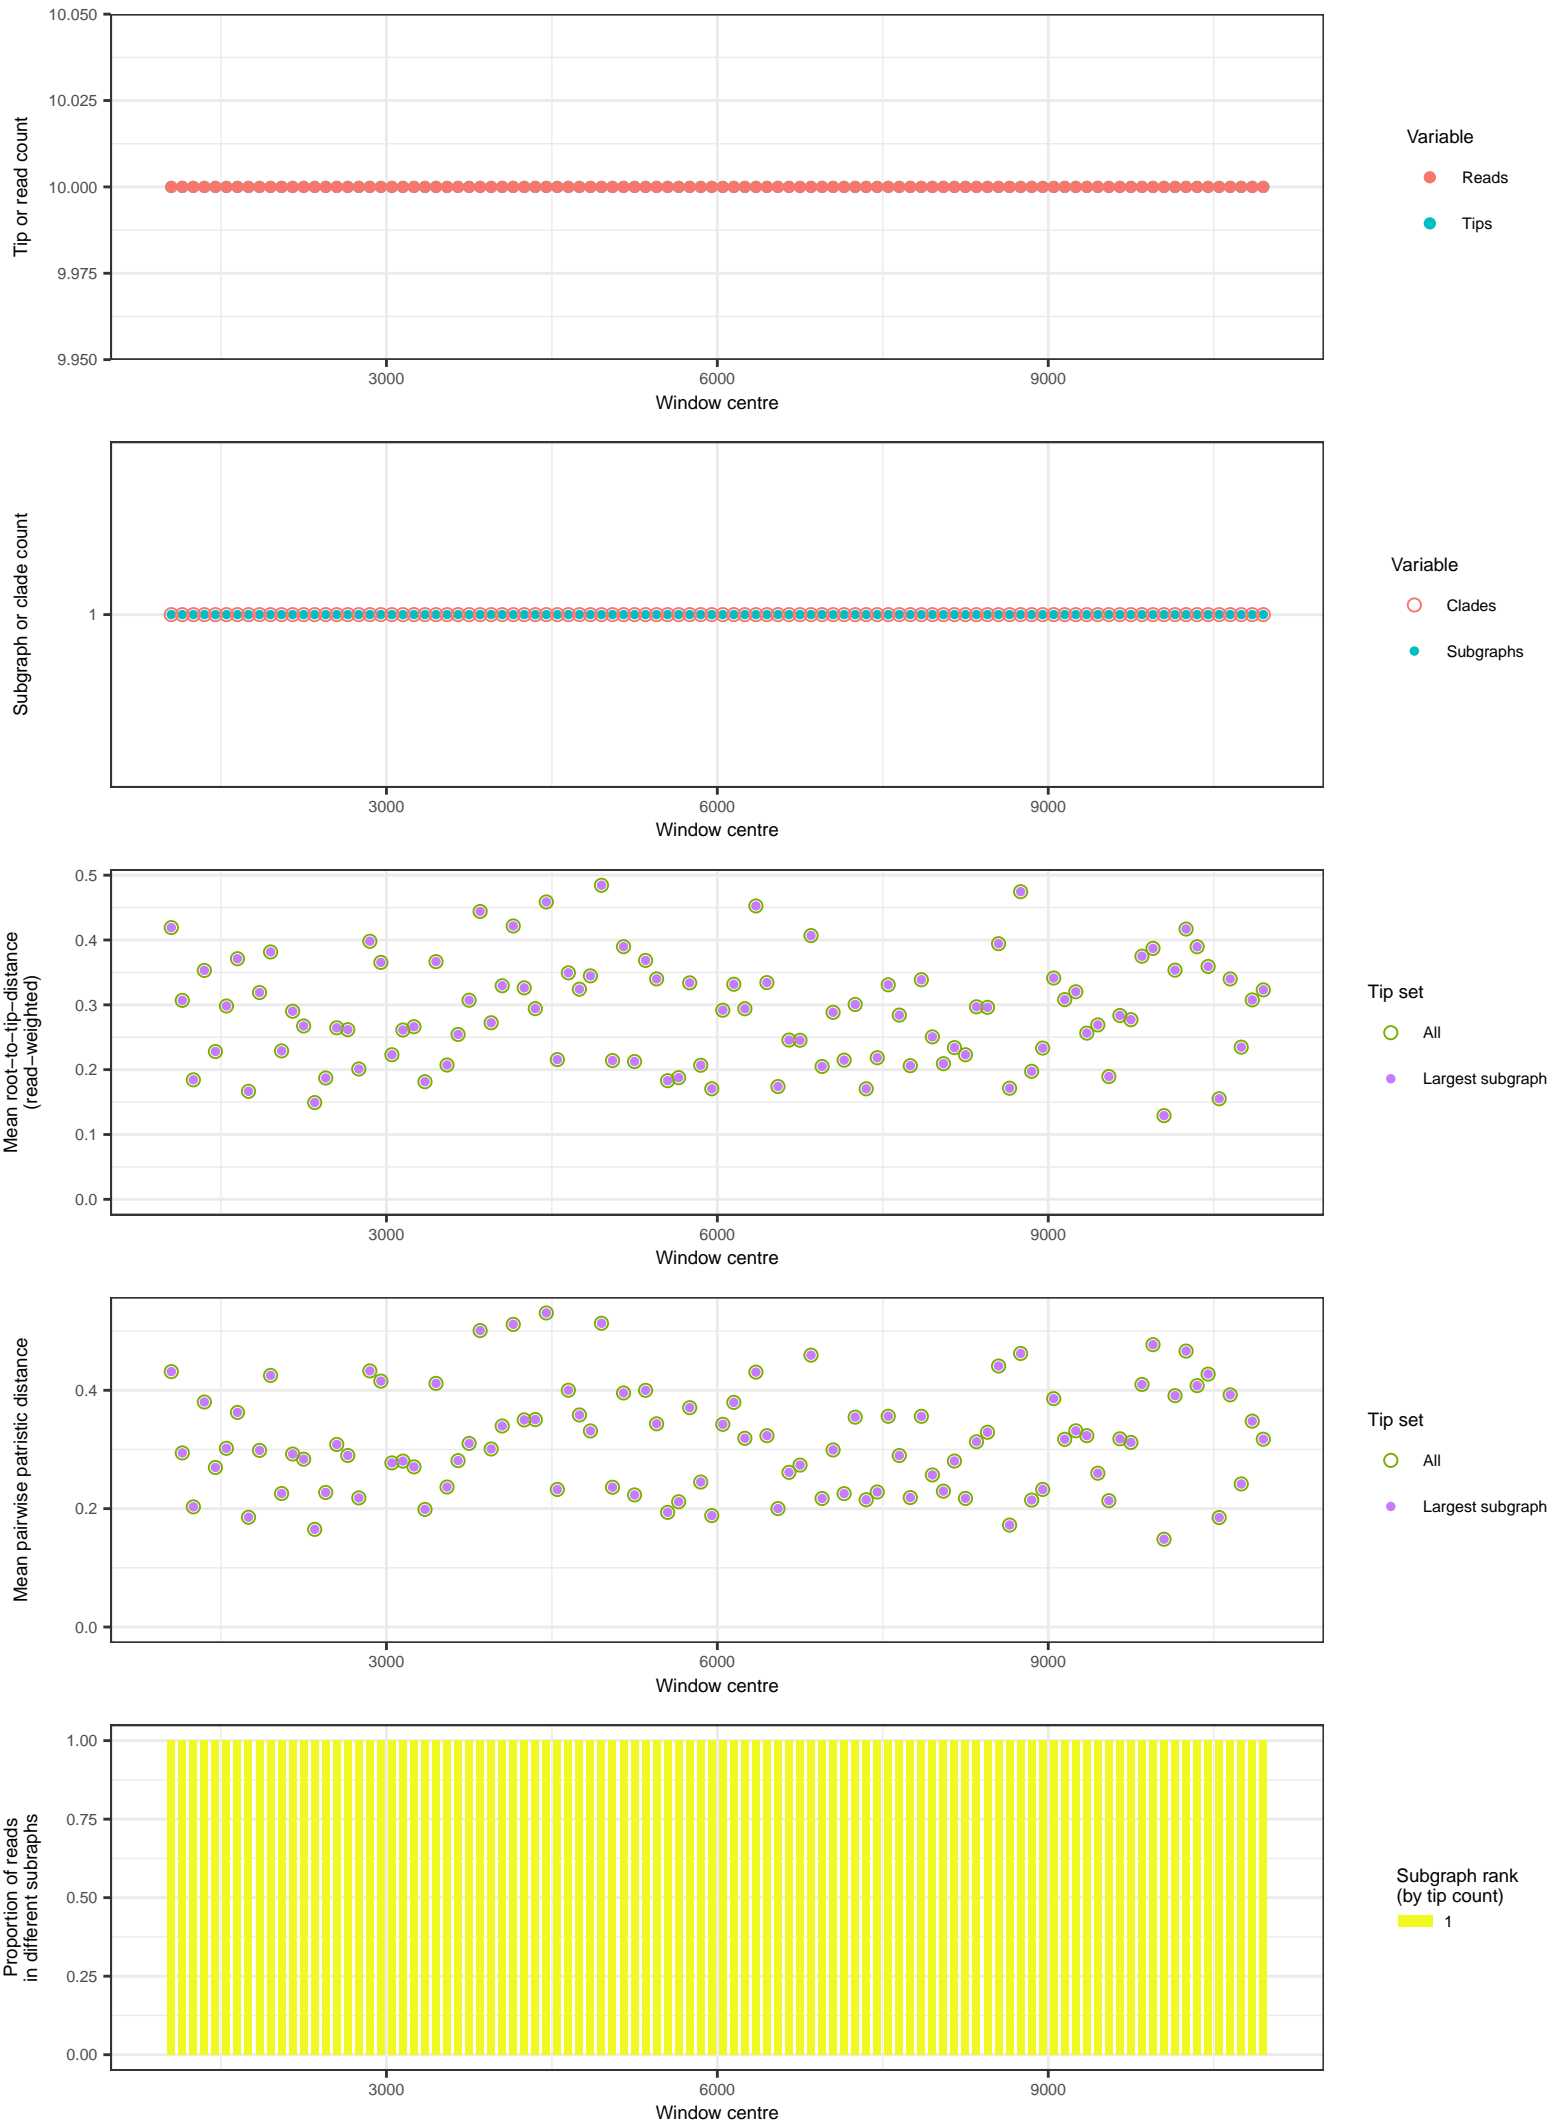 10.050
10.025
10.000
9.975
9.950
Tip or read count
3000
6000
9000
Window centre
Variable
Reads
Tips
1
Subgraph or clade count
3000
6000
9000
Window centre
Variable
Clades
Subgraphs
0.5
0.4
0.3
0.2
0.1
0.0
Mean root−to−tip−distance
(read−weighted)
3000
6000
9000
Window centre
Tip set
All
Largest subgraph
0.4
0.2
0.0
Mean pairwise patristic distance
3000
6000
9000
Window centre
Tip set
All
Largest subgraph
1.00
0.75
0.50
0.25
0.00
Proportion of reads
in different subraphs
3000
6000
9000
Window centre
Subgraph rank
(by tip count)
1